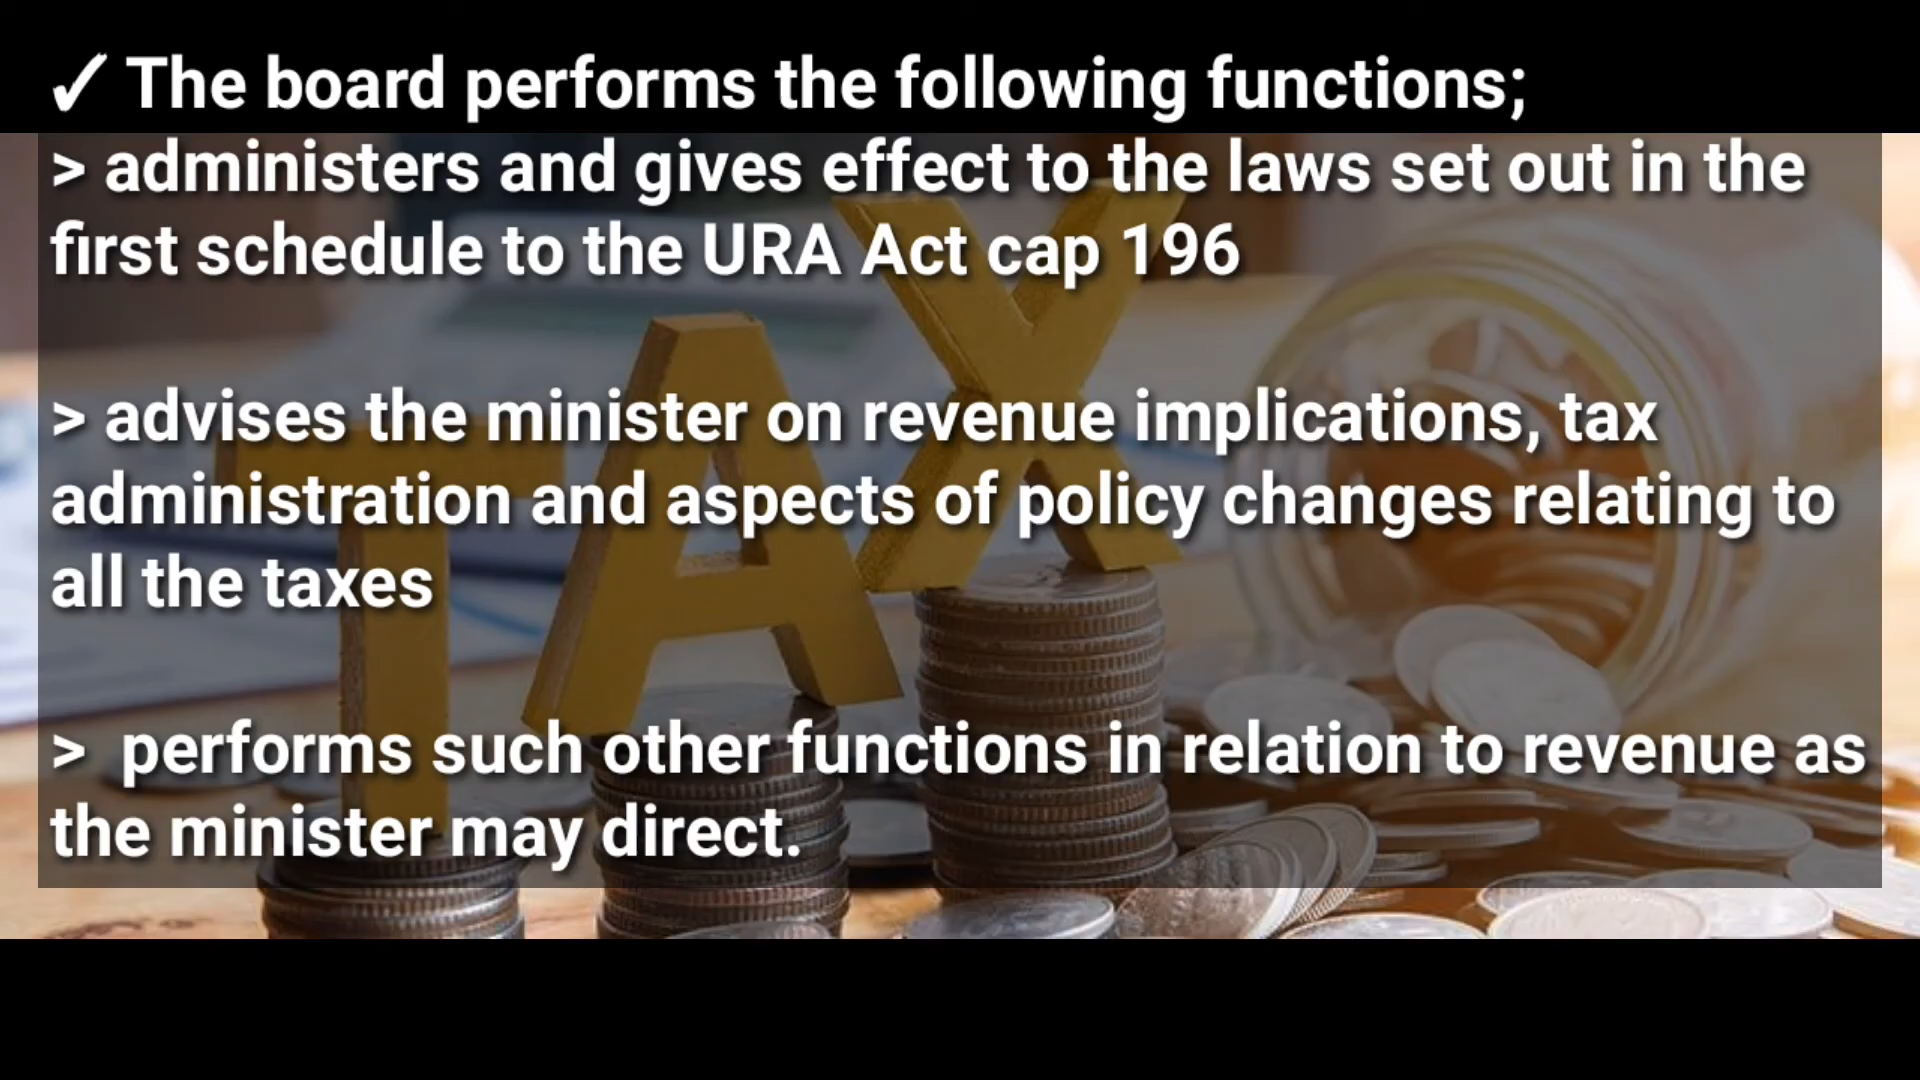 ✓ The board performs the following functions;
> administers and gives effect to the laws set out in the
first schedule to the URA Act cap 196
> advises the minister on revenue implications, tax
administration and aspects of policy changes relating to
all the taxes
>  performs such other functions in relation to revenue as
the minister may direct.
TAX